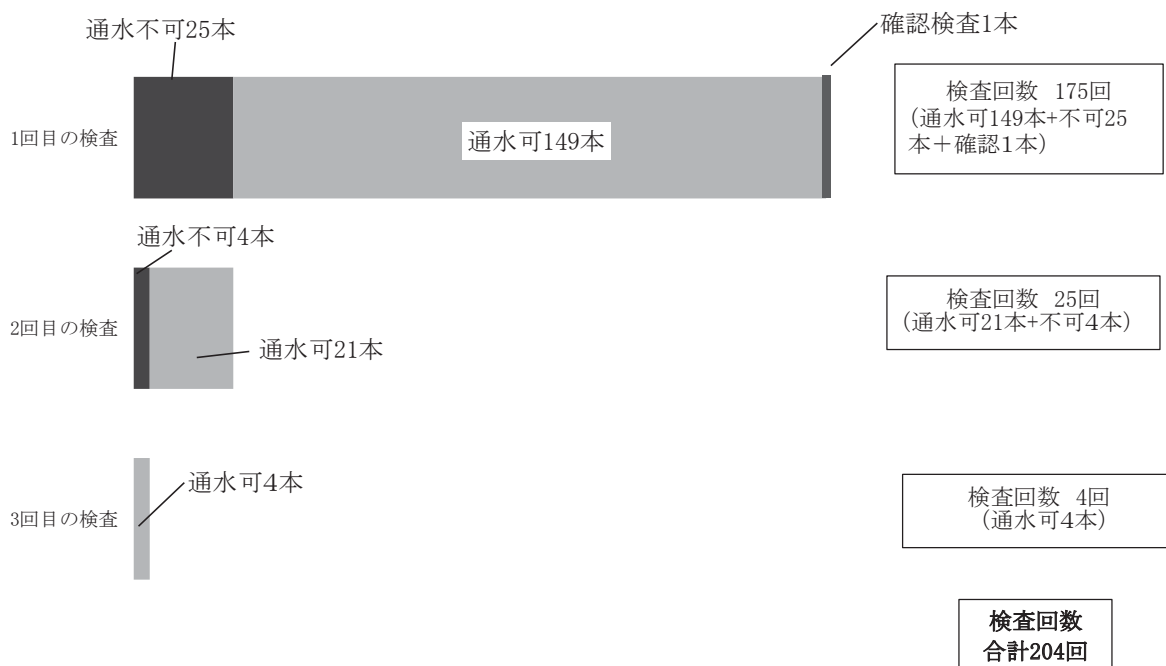 通水不可25本
確認検査1本
1回目の検査
通水可149本
検査回数 175回
(通水可149本+不可25
本＋確認1本)
通水不可4本
2回目の検査
通水可21本
検査回数 25回
(通水可21本+不可4本)
3回目の検査
通水可4本
検査回数 4回
(通水可4本)
検査回数
合計204回